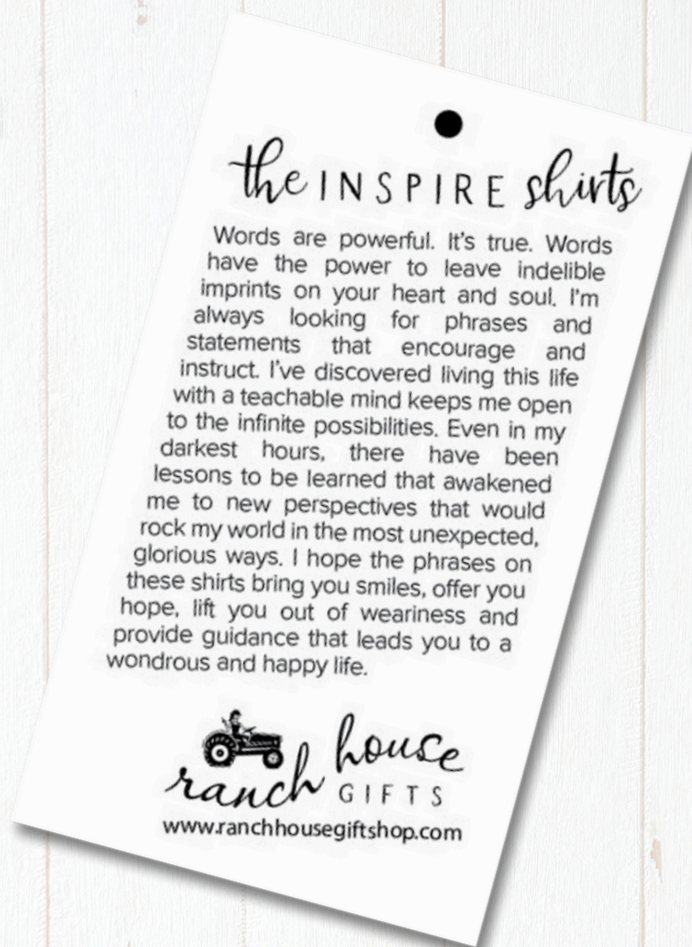 the INSPIRE shirts
Words are powerful. It's true. Words
have the power to leave indelible
imprints on your heart and soul. I'm
always looking for phrases and
statements that encourage and
instruct. I've discovered living this life
with a teachable mind keeps me open
to the infinite possibilities. Even in my
darkest hours, there have been
lessons to be learned that awakened
me to new perspectives that would
rock my world in the most unexpected,
glorious ways. I hope the phrases on
these shirts bring you smiles, offer you
hope, lift you out of weariness and
provide guidance that leads you to a
wondrous and happy life.
ranch house
GIFTS
www.ranchhousegiftshop.com